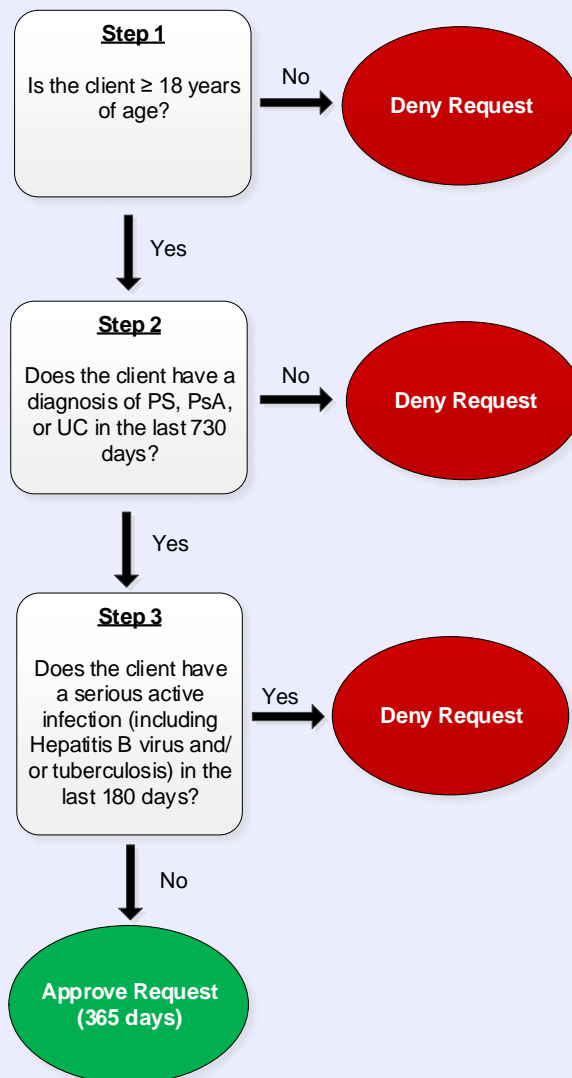 Step 1
Is the client ≥ 18 years
of age?
No
Deny Request
Yes
Step 2
Does the client have a
diagnosis of PS, PsA,
or UC in the last 730
days?
No
Deny Request
Yes
Step 3
Does the client have
a serious active
infection (including
Hepatitis B virus and/
or tuberculosis) in the
last 180 days?
Yes
Deny Request
No
Approve Request
(365 days)